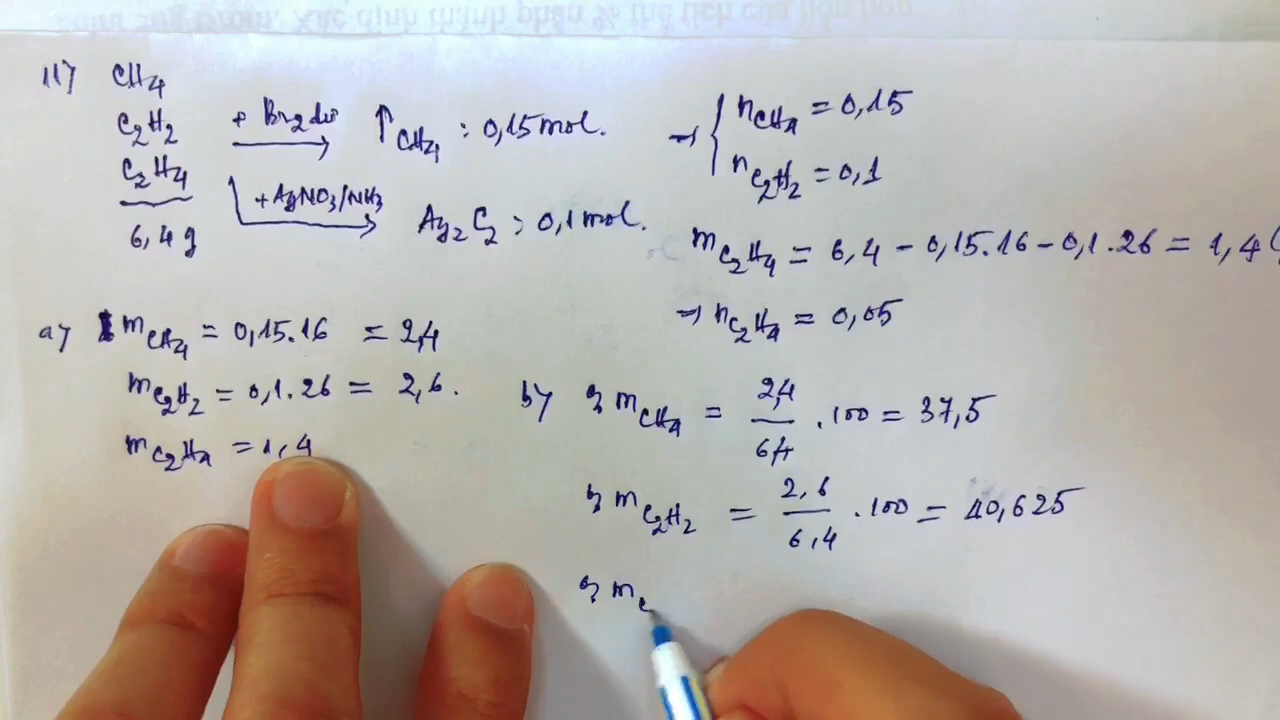 11) CH4
C2H2 + Br2 dư → ↑CH4 : 0,15 mol.
C2H4 + AgNO3/NH3 → Ag2C2 : 0,1 mol.
6,4g
→ { nCH4 = 0,15
nC2H2 = 0,1
mC2H4 = 6,4 - 0,15.16 - 0,1.26 = 1,4(
→ nC2H4 = 0,05
a) mCH4 = 0,15.16 = 2,4
mC2H2 = 0,1.26 = 2,6.
mC2H4 = 1,4
b) % mCH4 = 2,4/6,4 .100 = 37,5
% mC2H2 = 2,6/6,4 .100 = 40,625
% mC